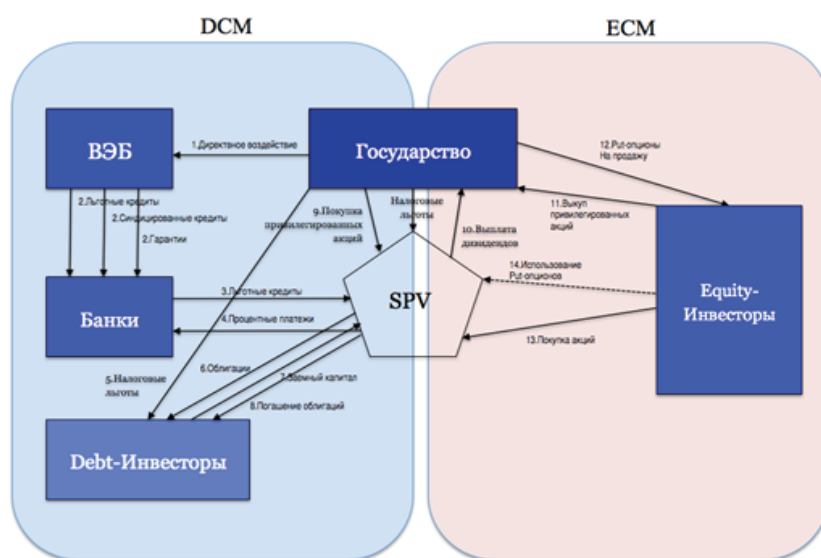 DCM
ECM
ВЭБ
1.Директивное воздействие
Государство
12.Put-опционы
На продажу
2.Льготные кредиты
2.Синдицированные кредиты
2.Гарантии
9.Покупка
привилегированных
акций
Налоговые
льготы
10.Выплата
дивидендов
11.Выкуп
привилегированных
акций
14.Использование
Put-опционов
Банки
3.Льготные кредиты
4.Процентные платежи
SPV
Equity-
Инвесторы
13.Покупка акций
5.Налоговые
льготы
6.Облигации
7.Заемный капитал
8.Погашение облигаций
Debt-Инвесторы